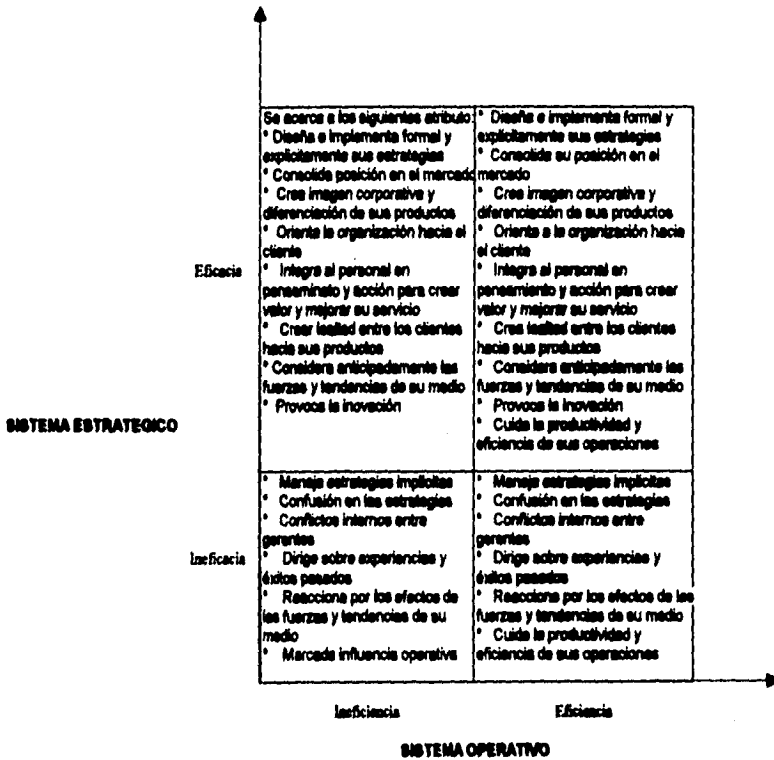 Se acerca a los siguientes atributo:
* Diseña e implementa formal y
explicitamente sus estrategias
* Consolida posición en el mercado
* Crea imagen corporativa y
diferenciación de sus productos
* Orienta la organización hacia el
cliente
* Integra al personal en
pensaminato y acción para crear
valor y mejorar su servicio
* Crear lealtad entre los clientes
hacia sus productos
* Considera anticipadamente las
fuerzas y tendencias de su medio
* Provoca la inovación
* Diseña e implementa formal y
explicitamente sus estrategias
* Consolida su posición en el
mercado
* Crea imagen corporativa y
diferenciación de sus productos
* Orienta a la organización hacia
el cliente
* Integra al personal en
pensamiento y acción para crear
valor y mejorar su servicio
* Crea lealtad entre los clientes
hacia sus productos
* Considera anticipadamente las
fuerzas y tendencias de su medio
* Provoca la inovación
* Cuida la productividad y
eficiencia de sus operaciones
Eficacia
SISTEMA ESTRATEGICO
* Maneja estrategias implicitas
* Confusión en las estrategias
* Conflictos internos entre
gerentes
* Dirige sobre experiencias y
éxitos pasados
* Reacciona por los efectos de
las fuerzas y tendencias de su
medio
* Marcada influencia operativa
* Maneja estrategias implicitas
* Confusión en las estrategias
* Conflictos internos entre
gerentes
* Dirige sobre experiencias y
éxitos pasados
* Reacciona por los efectos de las
fuerzas y tendencias de su medio
* Cuida la productividad y
eficiencia de sus operaciones
Ineficacia
Ineficiencia
Eficiencia
SISTEMA OPERATIVO